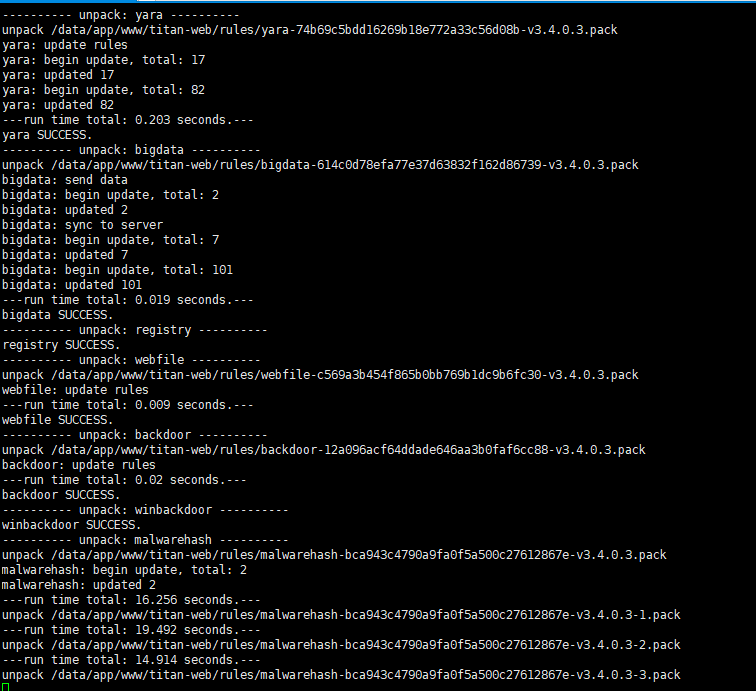 ---------- unpack: yara ----------
unpack /data/app/www/titan-web/rules/yara-74b69c5bdd16269b18e772a33c56d08b-v3.4.0.3.pack
yara: update rules
yara: begin update, total: 17
yara: updated 17
yara: begin update, total: 82
yara: updated 82
---run time total: 0.203 seconds.---
yara SUCCESS.
---------- unpack: bigdata ----------
unpack /data/app/www/titan-web/rules/bigdata-614c0d78efa77e37d63832f162d86739-v3.4.0.3.pack
bigdata: send data
bigdata: begin update, total: 2
bigdata: updated 2
bigdata: sync to server
bigdata: begin update, total: 7
bigdata: updated 7
bigdata: begin update, total: 101
bigdata: updated 101
---run time total: 0.019 seconds.---
bigdata SUCCESS.
---------- unpack: registry ----------
registry SUCCESS.
---------- unpack: webfile ----------
unpack /data/app/www/titan-web/rules/webfile-c569a3b454f865b0bb769b1dc9b6fc30-v3.4.0.3.pack
webfile: update rules
---run time total: 0.009 seconds.---
webfile SUCCESS.
---------- unpack: backdoor ----------
unpack /data/app/www/titan-web/rules/backdoor-12a096acf64ddade646aa3b0faf6cc88-v3.4.0.3.pack
backdoor: update rules
---run time total: 0.02 seconds.---
backdoor SUCCESS.
---------- unpack: winbackdoor ----------
winbackdoor SUCCESS.
---------- unpack: malwarehash ----------
unpack /data/app/www/titan-web/rules/malwarehash-bca943c4790a9fa0f5a500c27612867e-v3.4.0.3.pack
malwarehash: begin update, total: 2
malwarehash: updated 2
---run time total: 16.256 seconds.---
unpack /data/app/www/titan-web/rules/malwarehash-bca943c4790a9fa0f5a500c27612867e-v3.4.0.3-1.pack
---run time total: 19.492 seconds.---
unpack /data/app/www/titan-web/rules/malwarehash-bca943c4790a9fa0f5a500c27612867e-v3.4.0.3-2.pack
---run time total: 14.914 seconds.---
unpack /data/app/www/titan-web/rules/malwarehash-bca943c4790a9fa0f5a500c27612867e-v3.4.0.3-3.pack